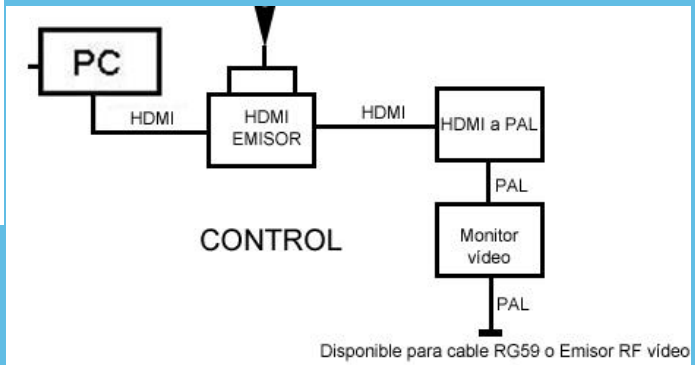 PC
HDMI
HDMI
EMISOR
HDMI
HDMI a PAL
PAL
CONTROL
Monitor
vídeo
PAL
Disponible para cable RG59 o Emisor RF vídeo